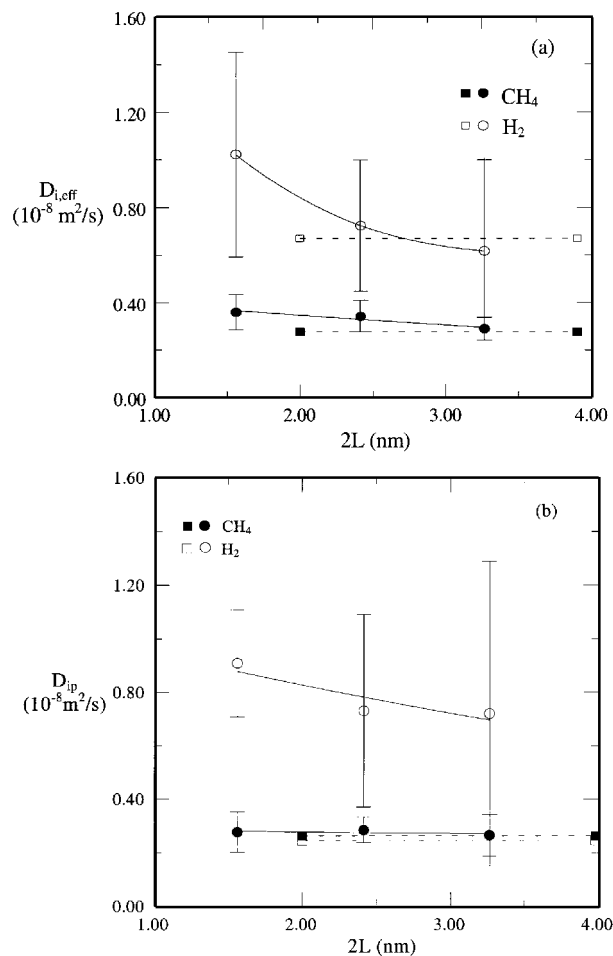 1.60
(a)
CH4
1.20
H2
Di,eff
(10-8 m2/s)
0.80
0.40
0.00
1.00 2.00 3.00 4.00
2L (nm)
1.60
(b)
CH4
H2
1.20
Dip
(10-8m2/s)
0.80
0.40
0.00
1.00 2.00 3.00 4.00
2L (nm)